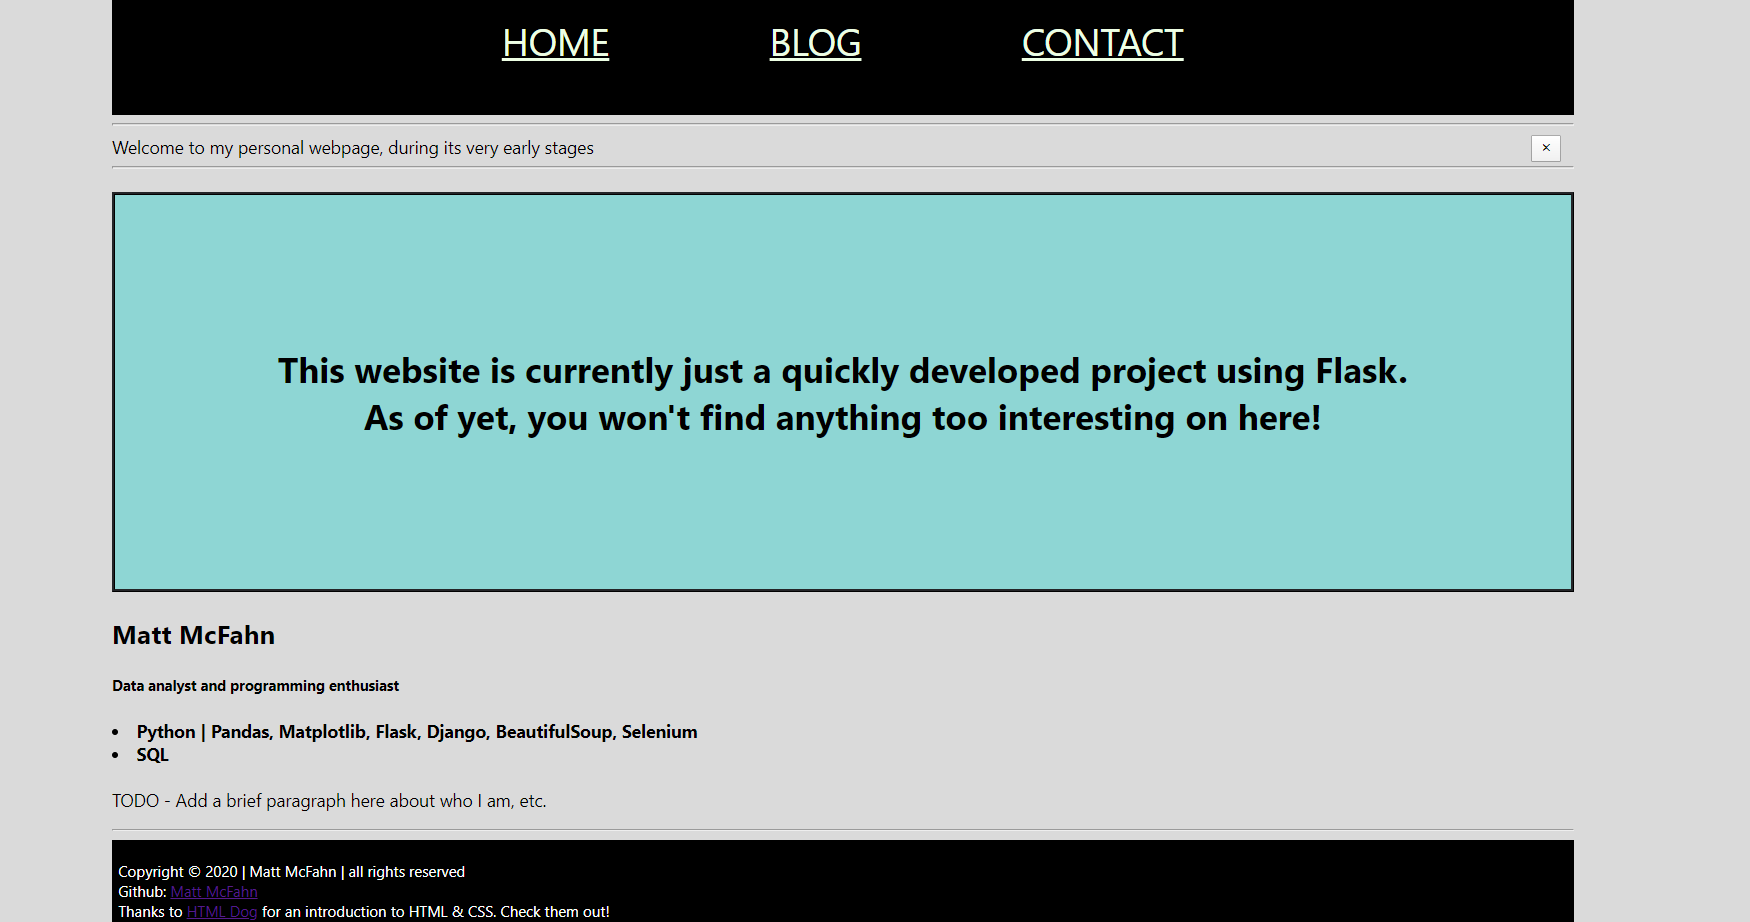 HOME BLOG CONTACT
Welcome to my personal webpage, during its very early stages ×
This website is currently just a quickly developed project using Flask.
As of yet, you won't find anything too interesting on here!
Matt McFahn
Data analyst and programming enthusiast
• Python | Pandas, Matplotlib, Flask, Django, BeautifulSoup, Selenium
• SQL
TODO - Add a brief paragraph here about who I am, etc.
Copyright © 2020 | Matt McFahn | all rights reserved
Github: Matt McFahn
Thanks to HTML Dog for an introduction to HTML & CSS. Check them out!